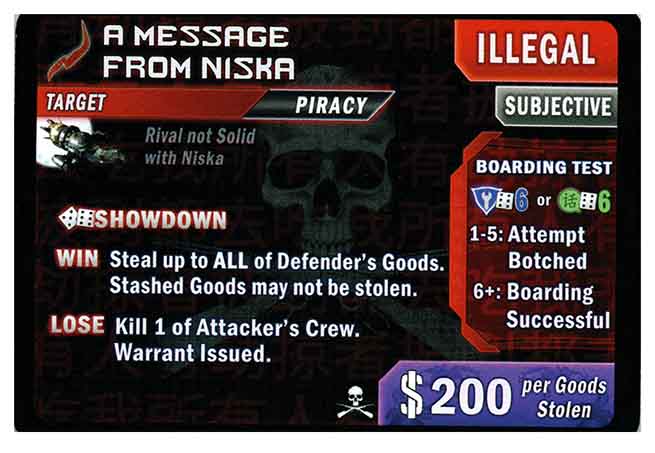 A MESSAGE
FROM NISKA
ILLEGAL
TARGET
PIRACY
SUBJECTIVE
Rival not Solid
with Niska
BOARDING TEST
6 or 话 6
1-5: Attempt
Botched
6+: Boarding
Successful
SHOWDOWN
WIN Steal up to ALL of Defender's Goods.
Stashed Goods may not be stolen.
LOSE Kill 1 of Attacker's Crew.
Warrant Issued.
$200 per Goods
Stolen